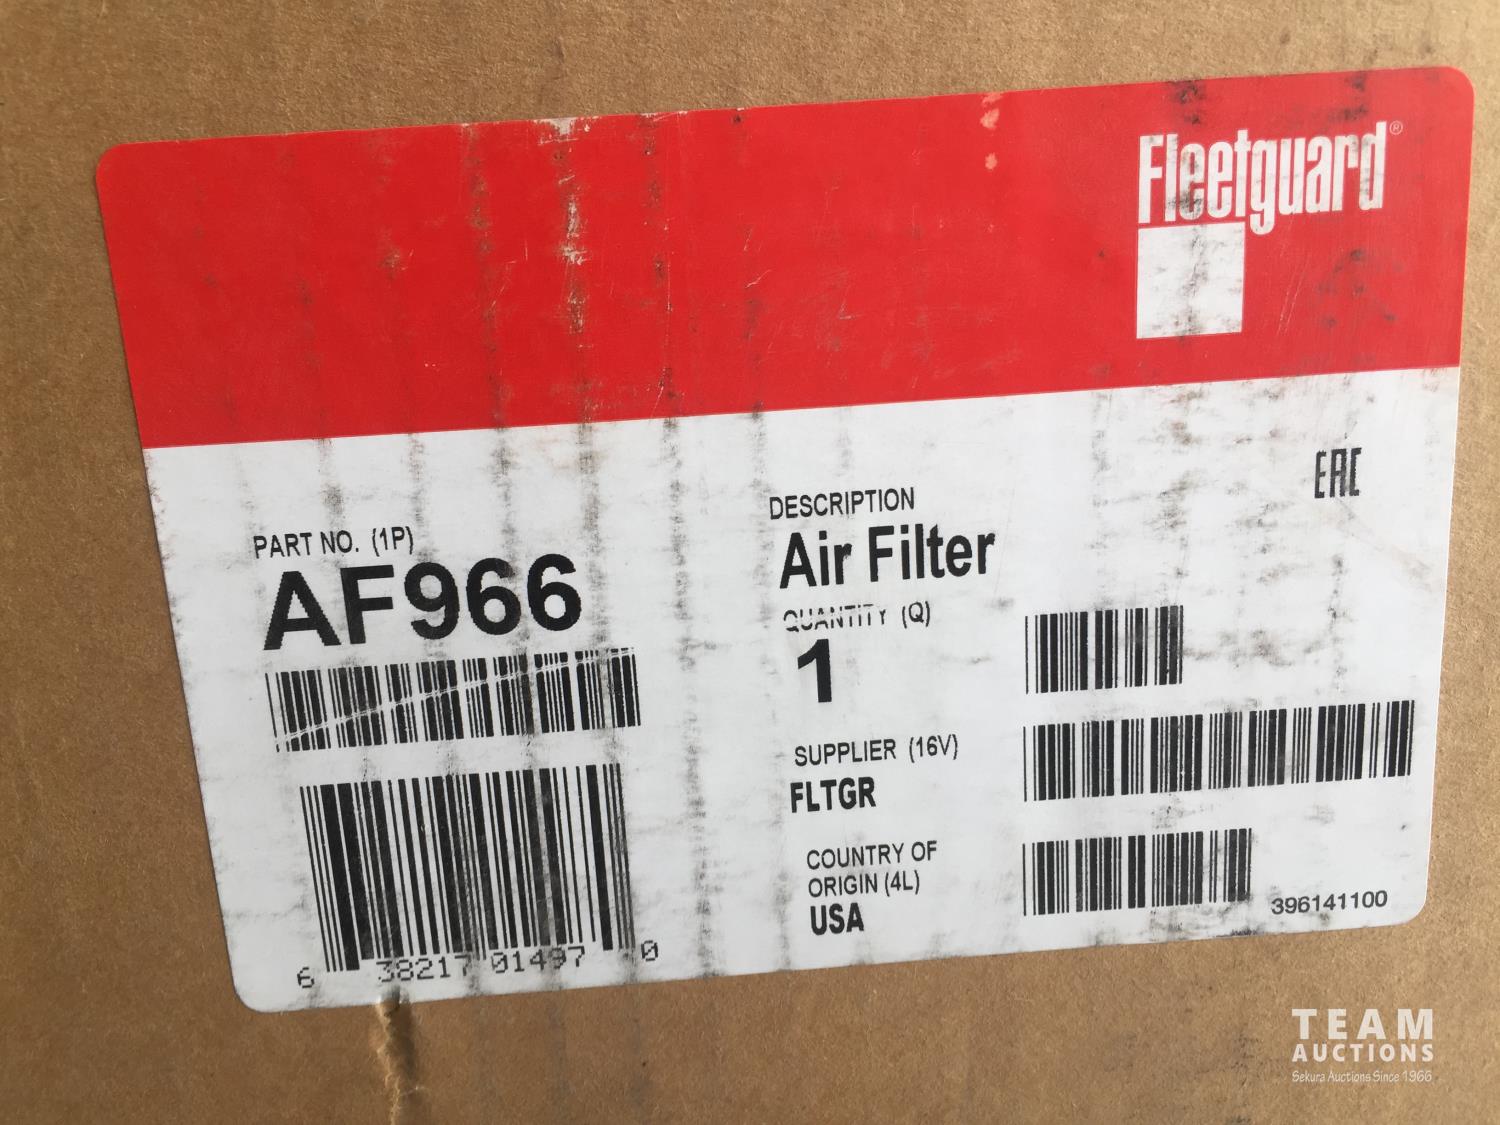 Fleetguard®
EAC
PART NO. (1P)
AF966
DESCRIPTION
Air Filter
QUANTITY (Q)
1
SUPPLIER (16V)
FLTGR
COUNTRY OF
ORIGIN (4L)
USA
396141100
6 38217 01497 0
TEAM
AUCTIONS
Sekura Auctions Since 1966